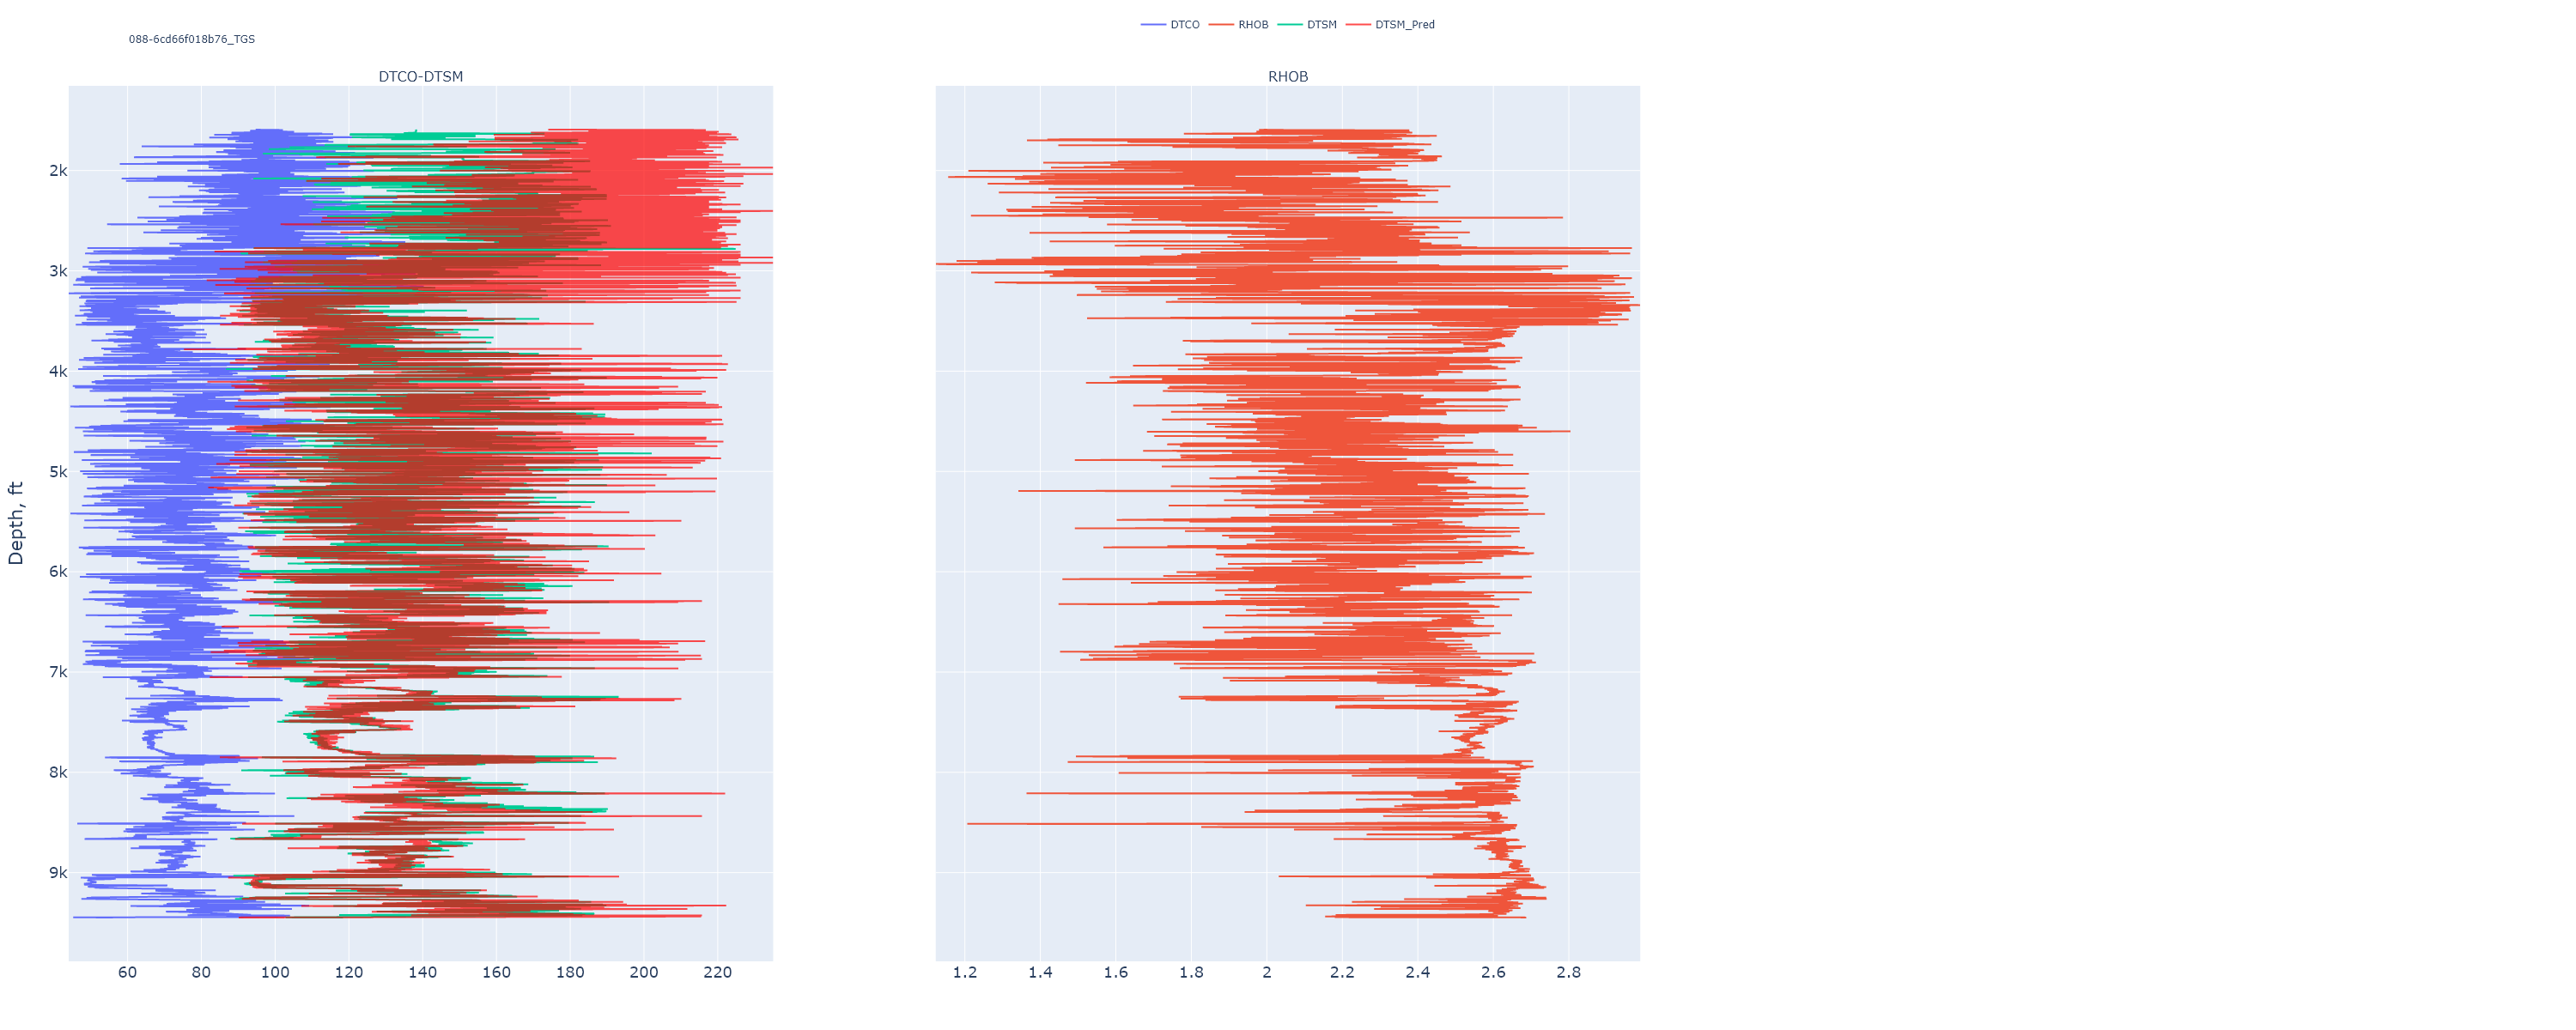 DTCO RHOB DTSM DTSM_Pred
088-6cd66f018b76_TGS
DTCO-DTSM
RHOB
2k
3k
4k
5k
6k
7k
8k
9k
Depth, ft
60 80 100 120 140 160 180 200 220
1.2 1.4 1.6 1.8 2 2.2 2.4 2.6 2.8